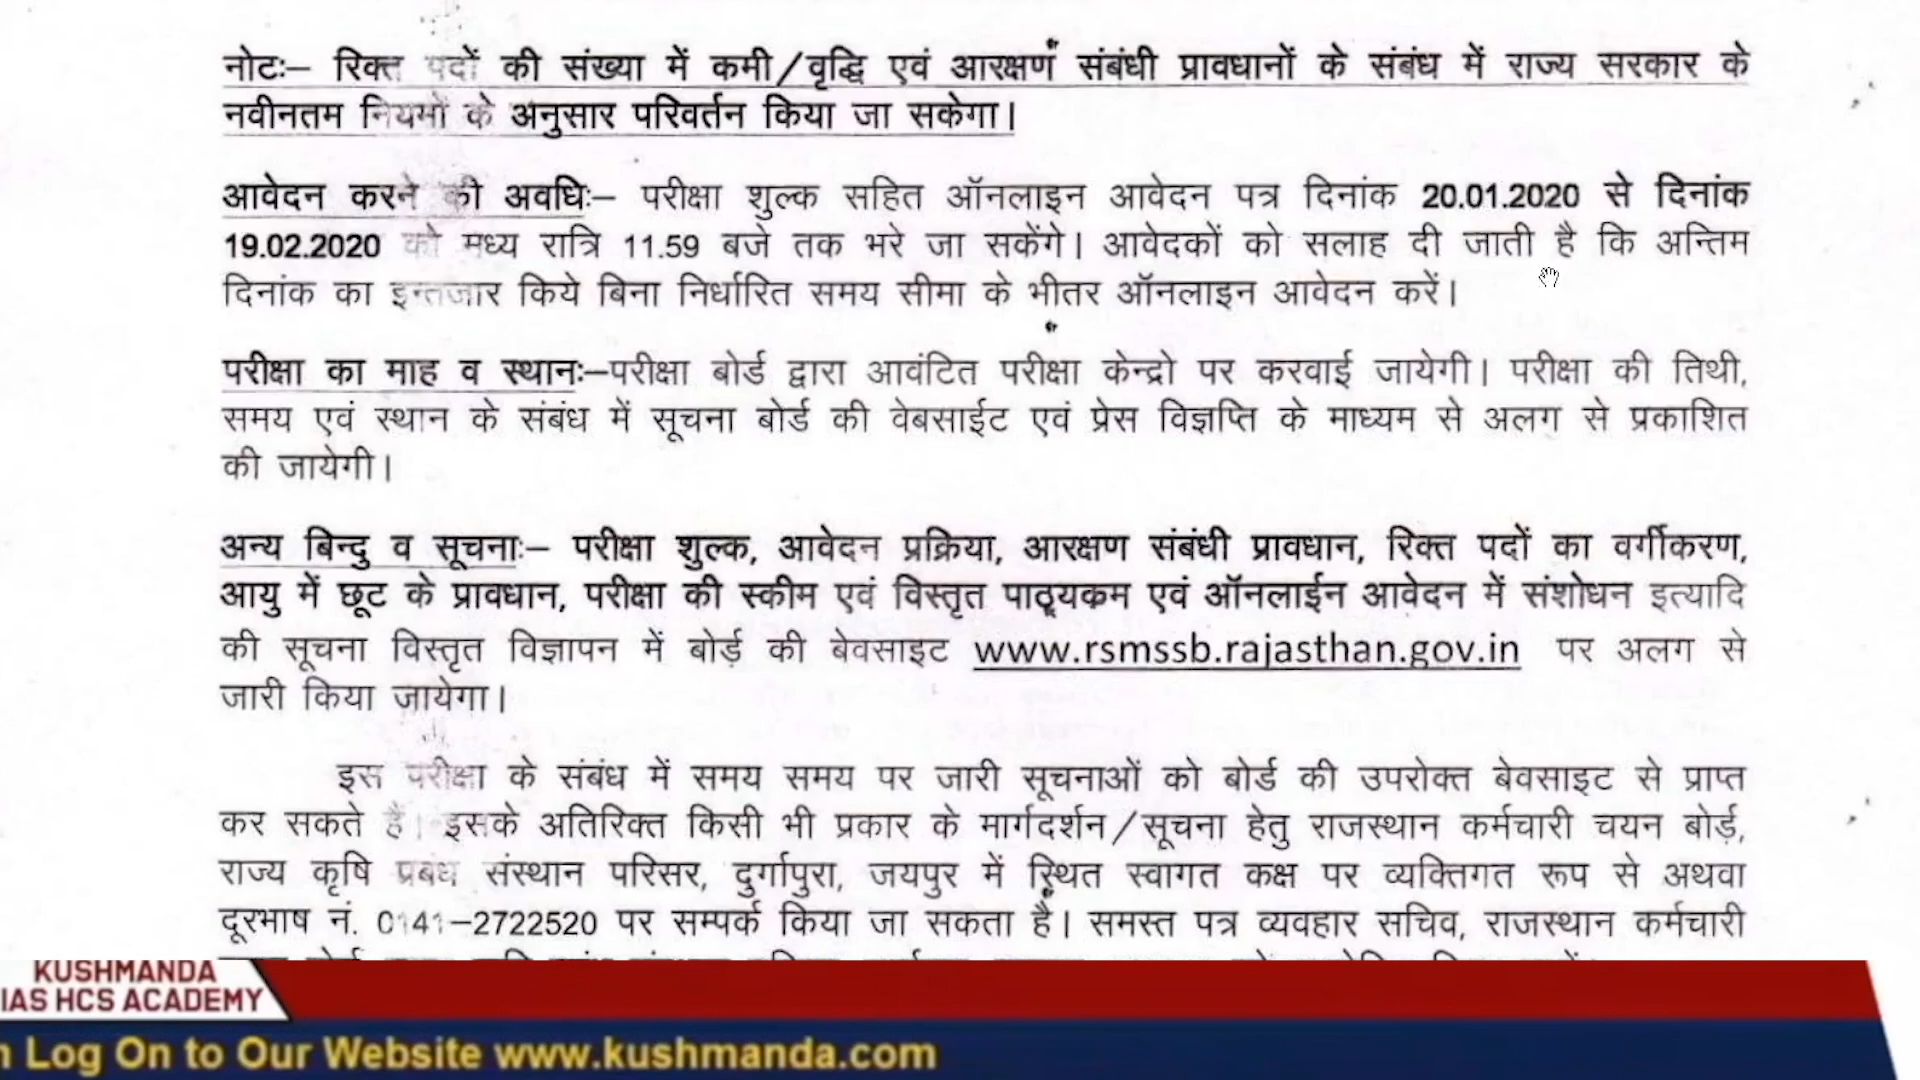 नोटः– रिक्त पदों की संख्या में कमी/वृद्धि एवं आरक्षण संबंधी प्रावधानों के संबंध में राज्य सरकार के
नवीनतम नियमों के अनुसार परिवर्तन किया जा सकेगा।
आवेदन करने की अवधिः– परीक्षा शुल्क सहित ऑनलाइन आवेदन पत्र दिनांक 20.01.2020 से दिनांक
19.02.2020 को मध्य रात्रि 11.59 बजे तक भरे जा सकेंगे। आवेदकों को सलाह दी जाती है कि अन्तिम
दिनांक का इन्तजार किये बिना निर्धारित समय सीमा के भीतर ऑनलाइन आवेदन करें।
परीक्षा का माह व स्थानः–परीक्षा बोर्ड द्वारा आवंटित परीक्षा केन्द्रो पर करवाई जायेगी। परीक्षा की तिथी,
समय एवं स्थान के संबंध में सूचना बोर्ड की वेबसाईट एवं प्रेस विज्ञप्ति के माध्यम से अलग से प्रकाशित
की जायेगी।
अन्य बिन्दु व सूचनाः– परीक्षा शुल्क, आवेदन प्रक्रिया, आरक्षण संबंधी प्रावधान, रिक्त पदों का वर्गीकरण,
आयु में छूट के प्रावधान, परीक्षा की स्कीम एवं विस्तृत पाठ्यक्रम एवं ऑनलाईन आवेदन में संशोधन इत्यादि
की सूचना विस्तृत विज्ञापन में बोर्ड की बेवसाइट www.rsmssb.rajasthan.gov.in पर अलग से
जारी किया जायेगा।
इस परीक्षा के संबंध में समय समय पर जारी सूचनाओं को बोर्ड की उपरोक्त बेवसाइट से प्राप्त
कर सकते है। इसके अतिरिक्त किसी भी प्रकार के मार्गदर्शन/सूचना हेतु राजस्थान कर्मचारी चयन बोर्ड,
राज्य कृषि प्रबंध संस्थान परिसर, दुर्गापुरा, जयपुर में स्थित स्वागत कक्ष पर व्यक्तिगत रूप से अथवा
दूरभाष नं. 0141–2722520 पर सम्पर्क किया जा सकता है। समस्त पत्र व्यवहार सचिव, राजस्थान कर्मचारी
KUSHMANDA
IAS HCS ACADEMY
Log On to Our Website www.kushmanda.com